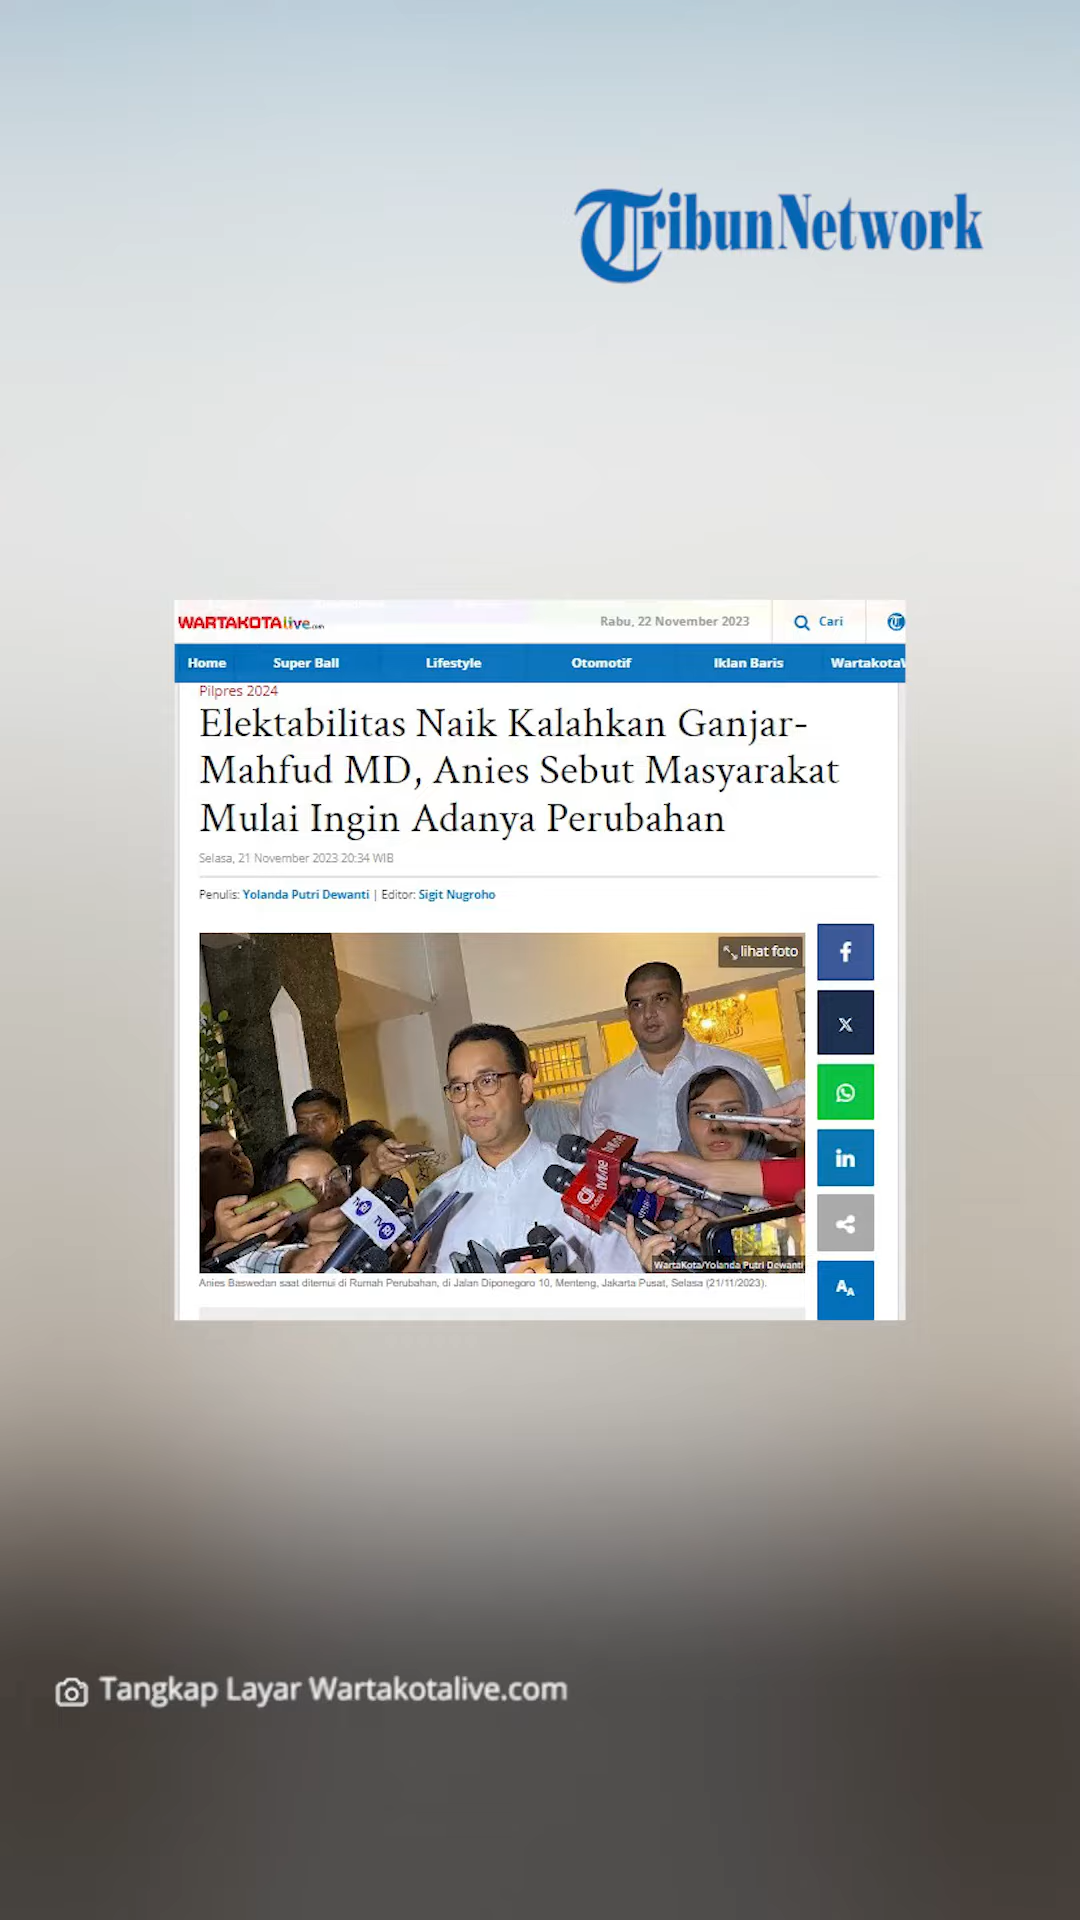 TribunNetwork
WARTAKOTAlive.com
Rabu, 22 November 2023
Cari
Home
Super Ball
Lifestyle
Otomotif
Iklan Baris
Wartakota
Pilpres 2024
Elektabilitas Naik Kalahkan Ganjar-
Mahfud MD, Anies Sebut Masyarakat
Mulai Ingin Adanya Perubahan
Selasa, 21 November 2023 20:34 WIB
Penulis: Yolanda Putri Dewanti | Editor: Sigit Nugroho
lihat foto
tvOne
WartaKota/Yolanda Putri Dewanti
Anies Baswedan saat ditemui di Rumah Perubahan, di Jalan Diponegoro 10, Menteng, Jakarta Pusat, Selasa (21/11/2023).
Tangkap Layar Wartakotalive.com